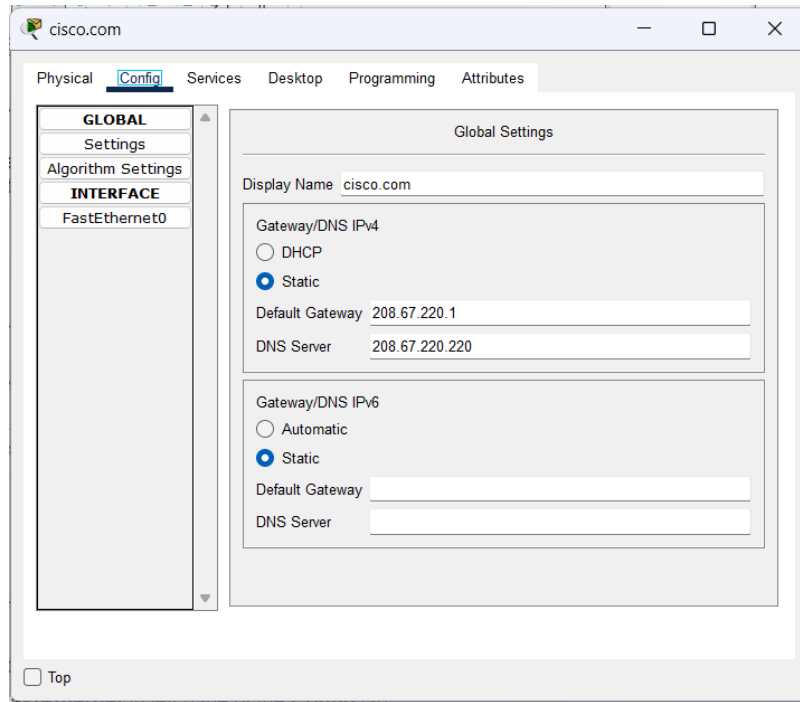 cisco.com
Physical Config Services Desktop Programming Attributes
GLOBAL
Settings
Algorithm Settings
INTERFACE
FastEthernet0
Global Settings
Display Name cisco.com
Gateway/DNS IPv4
DHCP
Static
Default Gateway 208.67.220.1
DNS Server 208.67.220.220
Gateway/DNS IPv6
Automatic
Static
Default Gateway
DNS Server
Top